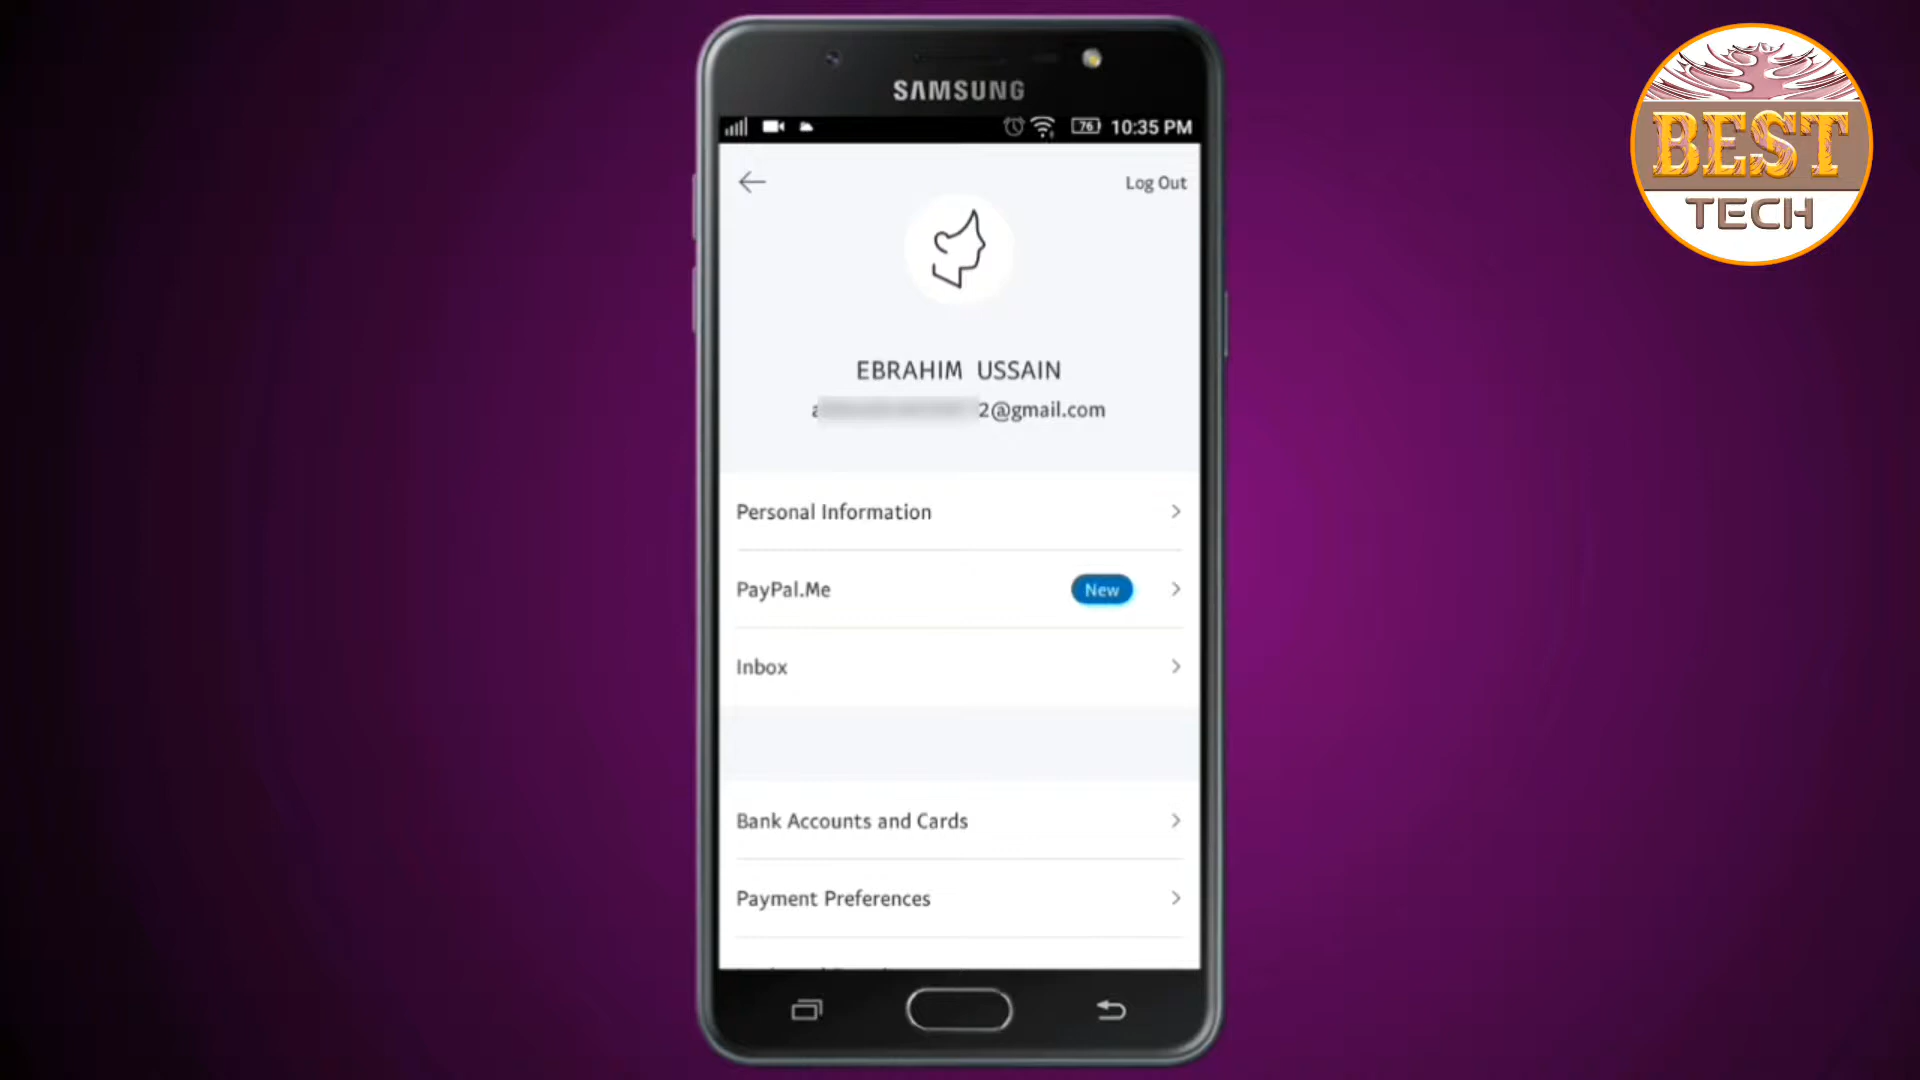 SAMSUNG
76 10:35 PM
Log Out
EBRAHIM USSAIN
2@gmail.com
Personal Information
PayPal.Me New
Inbox
Bank Accounts and Cards
Payment Preferences
BEST
TECH